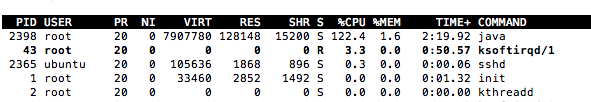 PID USER PR NI VIRT RES SHR S %CPU %MEM TIME+ COMMAND
2398 root 20 0 7907780 128148 15200 S 122.4 1.6 2:19.92 java
43 root 20 0 0 0 0 R 3.3 0.0 0:50.57 ksoftirqd/1
2365 ubuntu 20 0 105636 1868 896 S 0.3 0.0 0:00.06 sshd
1 root 20 0 33460 2852 1492 S 0.0 0.0 0:01.32 init
2 root 20 0 0 0 0 S 0.0 0.0 0:00.00 kthreadd